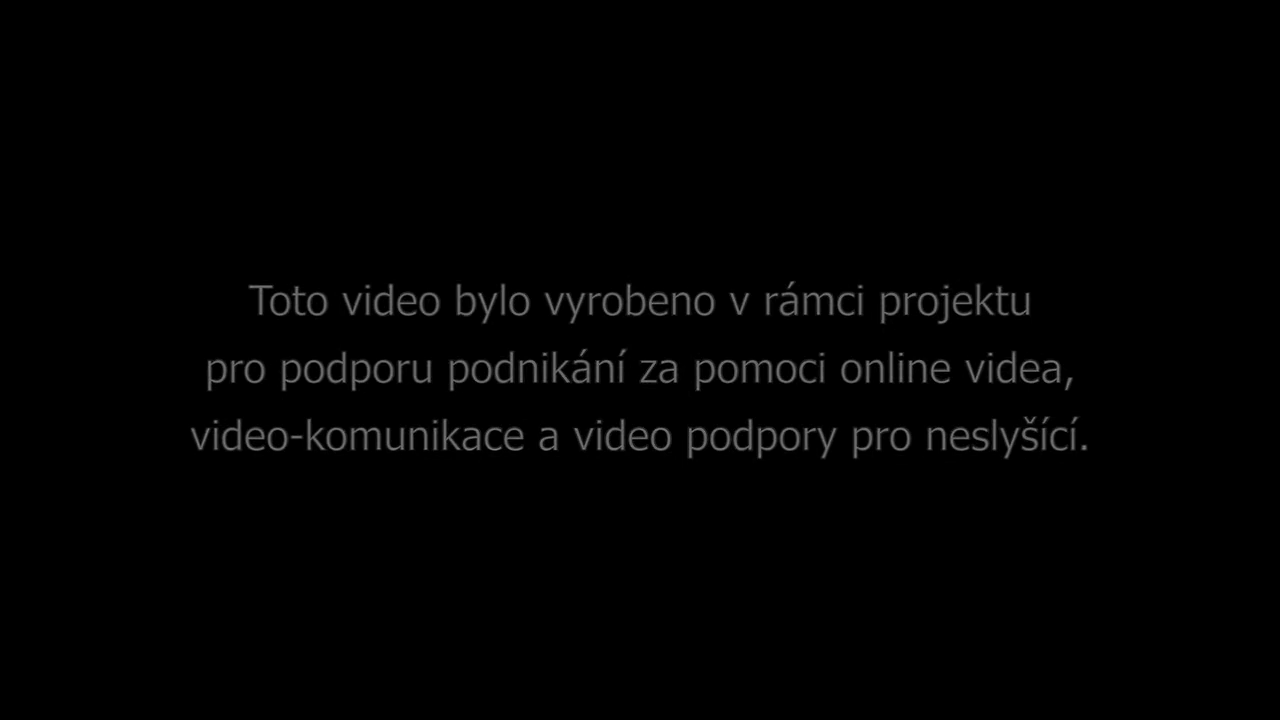 Toto video bylo vyrobeno v rámci projektu
pro podporu podnikání za pomoci online videa,
video-komunikace a video podpory pro neslyšící.